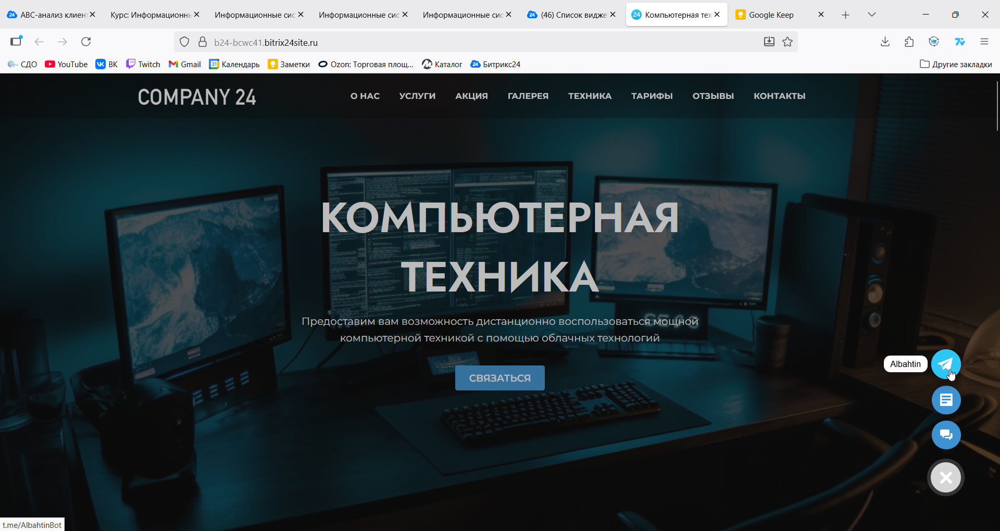 АВС-анализ клиент
Курс: Информационн
Информационные сис
Информационные сис
Информационные сис
(46) Список видже
Компьютерная тех
Google Keep
b24-bcwc41.bitrix24site.ru
СДО
YouTube
ВК
Twitch
Gmail
Календарь
Заметки
Ozon: Торговая площ...
Каталог
Битрикс24
Другие закладки
COMPANY 24
О НАС
УСЛУГИ
АКЦИЯ
ГАЛЕРЕЯ
ТЕХНИКА
ТАРИФЫ
ОТЗЫВЫ
КОНТАКТЫ
КОМПЬЮТЕРНАЯ
ТЕХНИКА
Предоставим вам возможность дистанционно воспользоваться мощной
компьютерной техникой с помощью облачных технологий
СВЯЗАТЬСЯ
Albahtin
t.me/AlbahtinBot